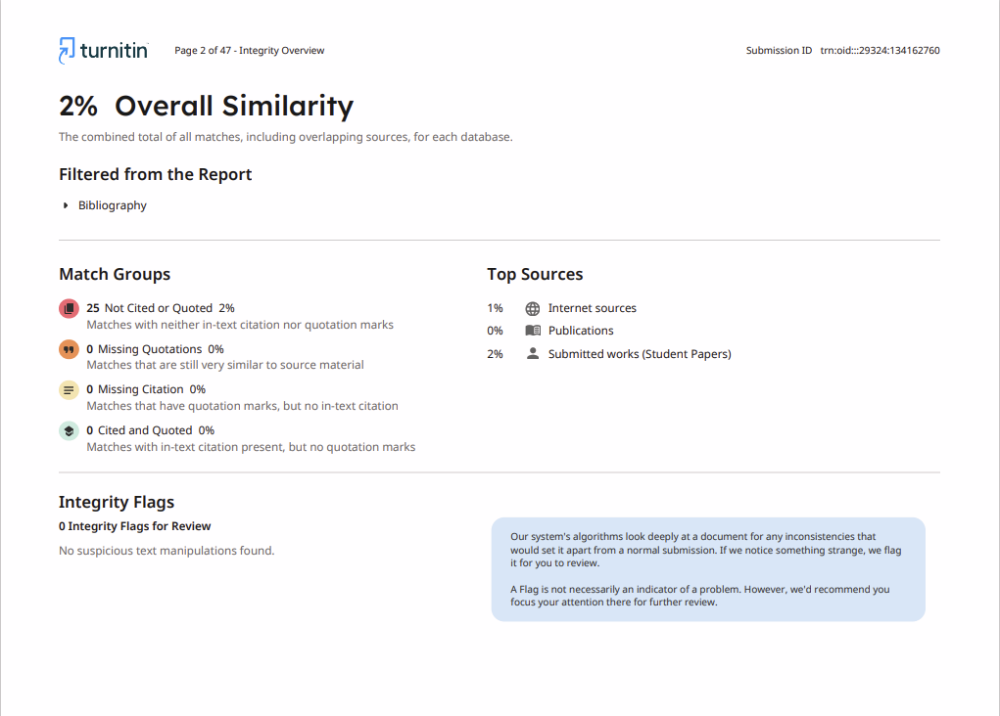 turnitin
Page 2 of 47 - Integrity Overview
Submission ID trn:oid:::29324:134162760
2% Overall Similarity
The combined total of all matches, including overlapping sources, for each database.
Filtered from the Report
Bibliography
Match Groups
25 Not Cited or Quoted 2%
Matches with neither in-text citation nor quotation marks
0 Missing Quotations 0%
Matches that are still very similar to source material
0 Missing Citation 0%
Matches that have quotation marks, but no in-text citation
0 Cited and Quoted 0%
Matches with in-text citation present, but no quotation marks
Top Sources
1% Internet sources
0% Publications
2% Submitted works (Student Papers)
Integrity Flags
0 Integrity Flags for Review
No suspicious text manipulations found.
Our system's algorithms look deeply at a document for any inconsistencies that
would set it apart from a normal submission. If we notice something strange, we flag
it for you to review.
A Flag is not necessarily an indicator of a problem. However, we'd recommend you
focus your attention there for further review.